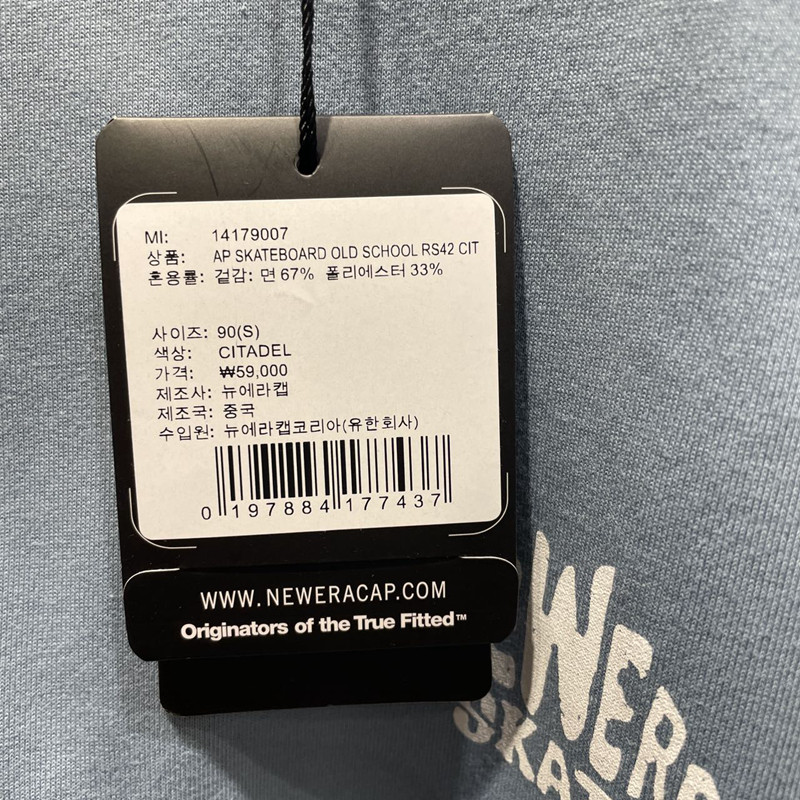 MI: 14179007
상품: AP SKATEBOARD OLD SCHOOL RS42 CIT
혼용률: 겉감: 면 67% 폴리에스터 33%
사이즈: 90(S)
색상: CITADEL
가격: ₩59,000
제조사: 뉴에라캡
제조국: 중국
수입원: 뉴에라캡코리아(유한회사)
0 197884 177437
WWW.NEWERACAP.COM
Originators of the True Fitted™
WERA